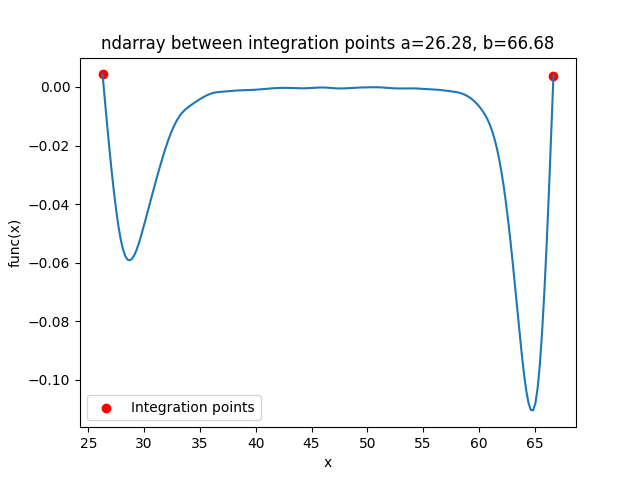 ndarray between integration points a=26.28, b=66.68
0.00
−0.02
−0.04
−0.06
−0.08
−0.10
func(x)
Integration points
25 30 35 40 45 50 55 60 65
x